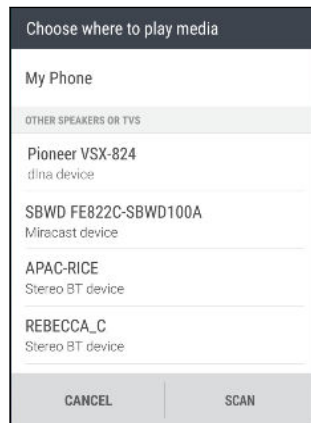 Choose where to play media
My Phone
OTHER SPEAKERS OR TVS
Pioneer VSX-824
dlna device
SBWD FE822C-SBWD100A
Miracast device
APAC-RICE
Stereo BT device
REBECCA_C
Stereo BT device
CANCEL SCAN